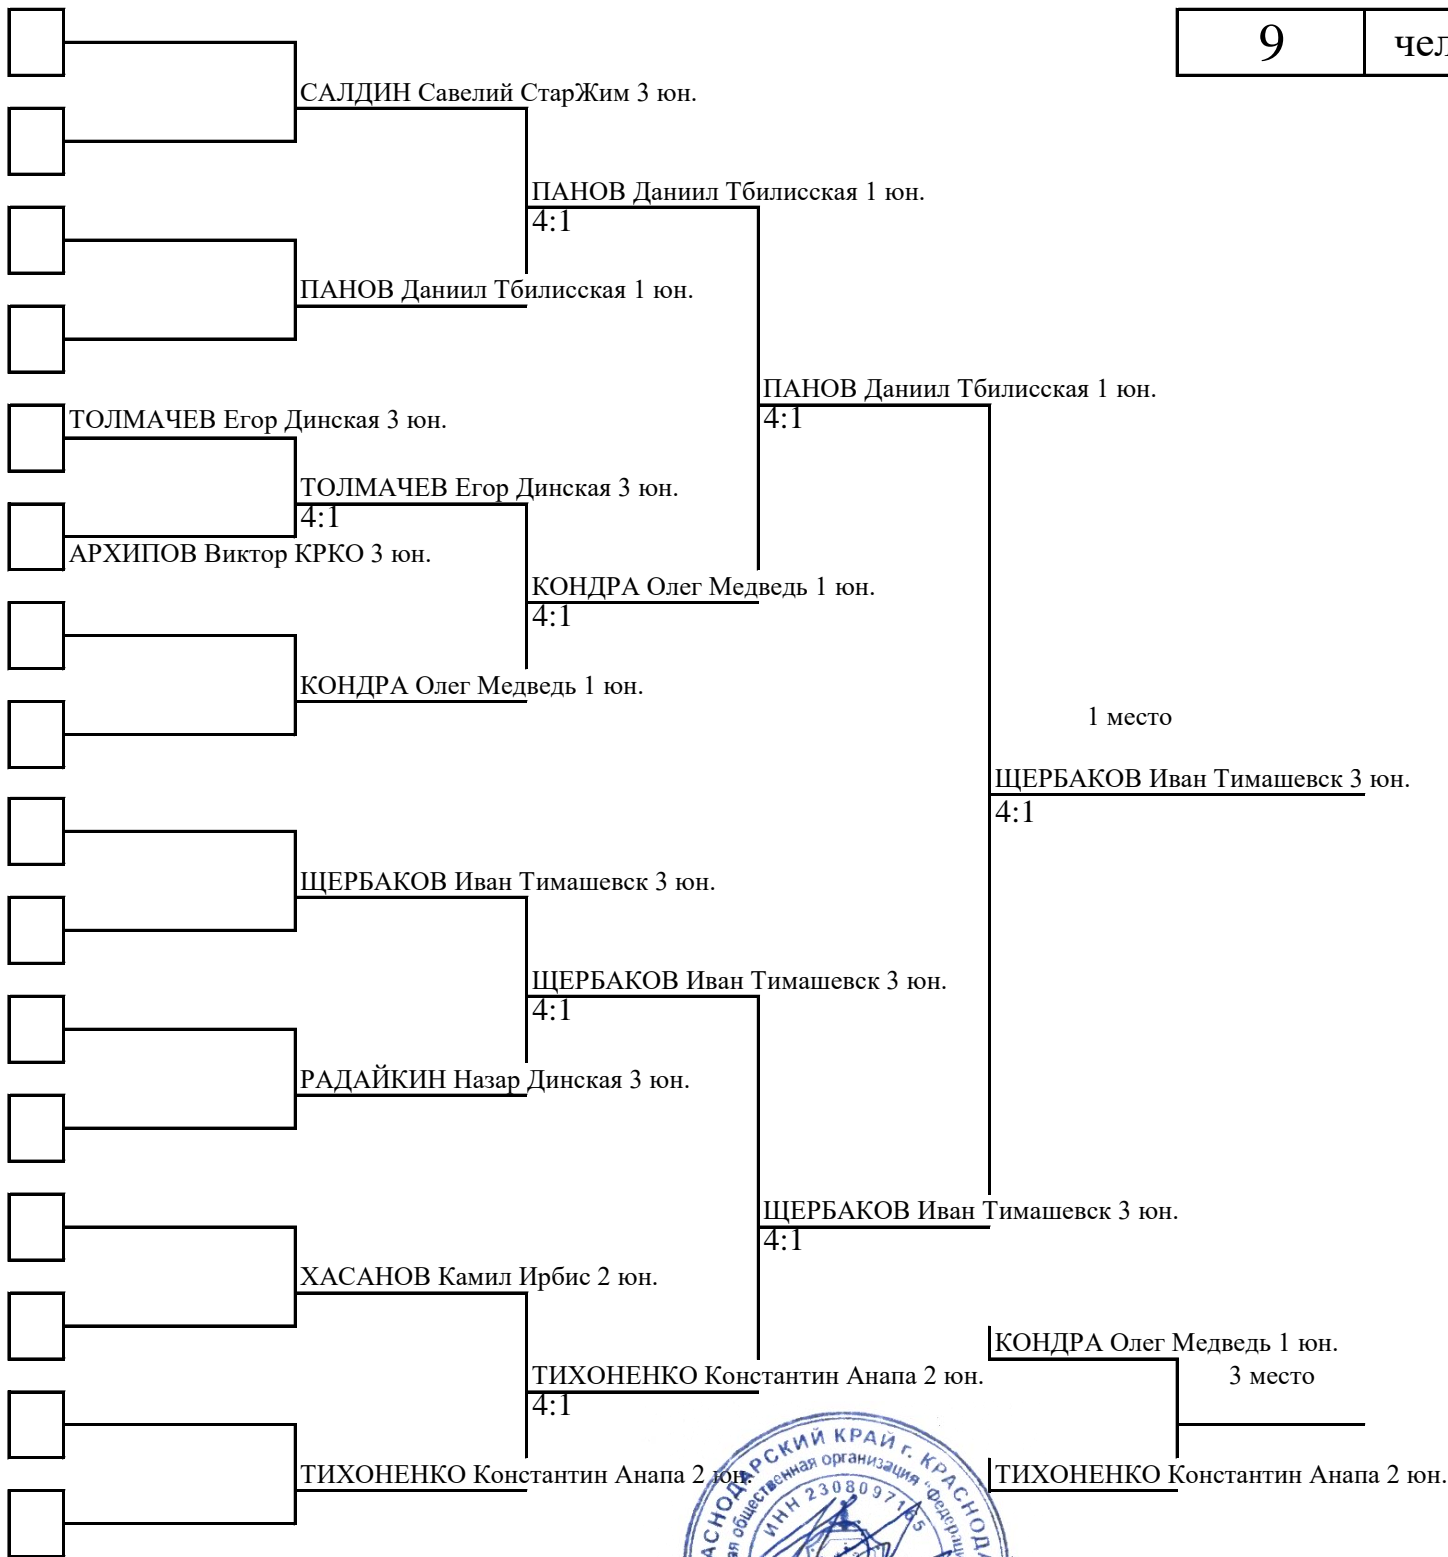 9 чел
САЛДИН Савелий СтарЖим 3 юн.
ПАНОВ Даниил Тбилисская 1 юн.
4:1
ПАНОВ Даниил Тбилисская 1 юн.
ПАНОВ Даниил Тбилисская 1 юн.
4:1
ТОЛМАЧЕВ Егор Динская 3 юн.
ТОЛМАЧЕВ Егор Динская 3 юн.
4:1
АРХИПОВ Виктор КРКО 3 юн.
КОНДРА Олег Медведь 1 юн.
4:1
КОНДРА Олег Медведь 1 юн.
1 место
ЩЕРБАКОВ Иван Тимашевск 3 юн.
4:1
ЩЕРБАКОВ Иван Тимашевск 3 юн.
ЩЕРБАКОВ Иван Тимашевск 3 юн.
4:1
РАДАЙКИН Назар Динская 3 юн.
ЩЕРБАКОВ Иван Тимашевск 3 юн.
4:1
ХАСАНОВ Камил Ирбис 2 юн.
КОНДРА Олег Медведь 1 юн.
3 место
ТИХОНЕНКО Константин Анапа 2 юн.
4:1
ТИХОНЕНКО Константин Анапа 2 юн.
ТИХОНЕНКО Константин Анапа 2 юн.
КРАЙ г.
общественная организация
ИНН 2308097165